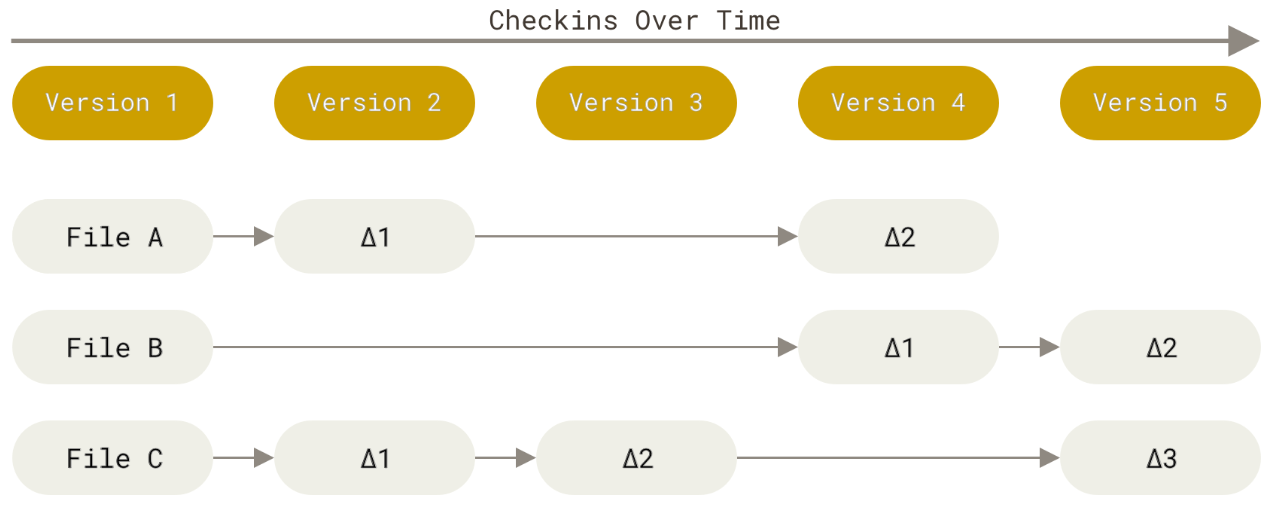 Checkins Over Time
Version 1 Version 2 Version 3 Version 4 Version 5
File A Δ1 Δ2
File B Δ1 Δ2
File C Δ1 Δ2 Δ3